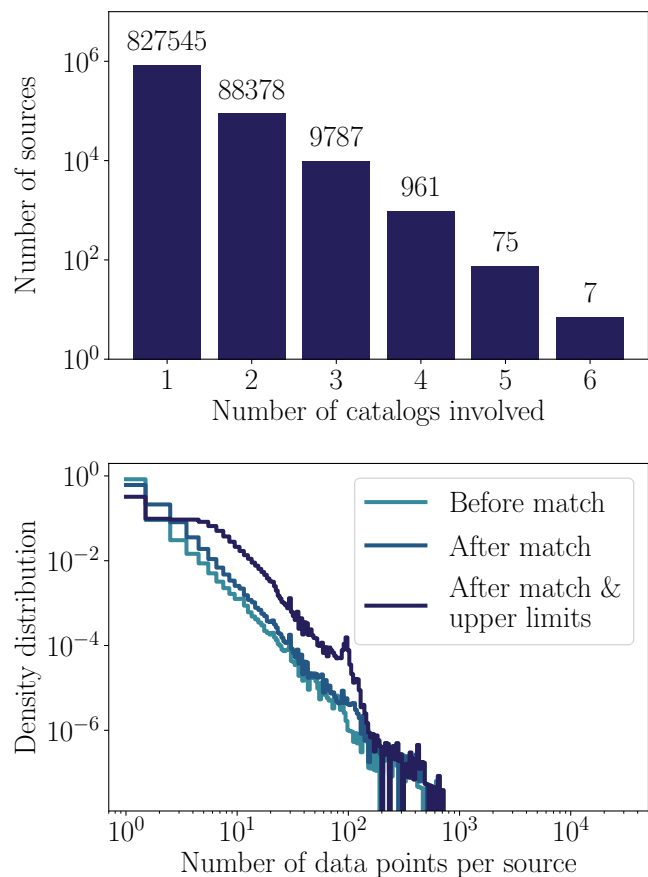 827545
88378
9787
961
75
7
10^6
10^4
10^2
10^0
Number of sources
1 2 3 4 5 6
Number of catalogs involved
10^0
10^−2
10^−4
10^−6
Density distribution
Before match
After match
After match &
upper limits
10^0 10^1 10^2 10^3 10^4
Number of data points per source